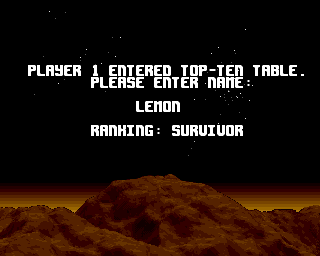 PLAYER 1 ENTERED TOP-TEN TABLE.
PLEASE ENTER NAME:
LEMON
RANKING: SURVIVOR